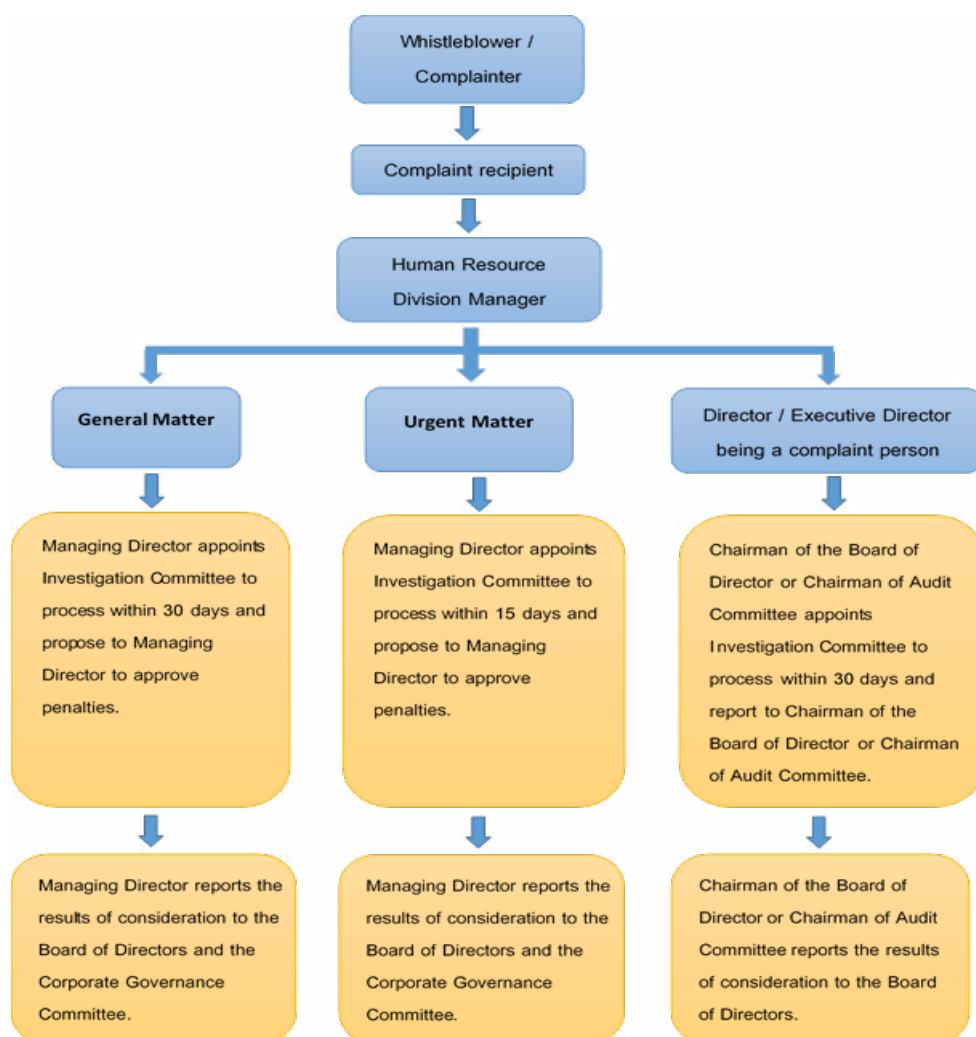 Whistleblower /
Complainter
Complaint recipient
Human Resource
Division Manager
General Matter
Urgent Matter
Director / Executive Director
being a complaint person
Managing Director appoints
Investigation Committee to
process within 30 days and
propose to Managing
Director to approve
penalties.
Managing Director appoints
Investigation Committee to
process within 15 days and
propose to Managing
Director to approve
penalties.
Chairman of the Board of
Director or Chairman of Audit
Committee appoints
Investigation Committee to
process within 30 days and
report to Chairman of the
Board of Director or Chairman
of Audit Committee.
Managing Director reports the
results of consideration to the
Board of Directors and the
Corporate Governance
Committee.
Managing Director reports the
results of consideration to the
Board of Directors and the
Corporate Governance
Committee.
Chairman of the Board of
Director or Chairman of Audit
Committee reports the results
of consideration to the Board
of Directors.